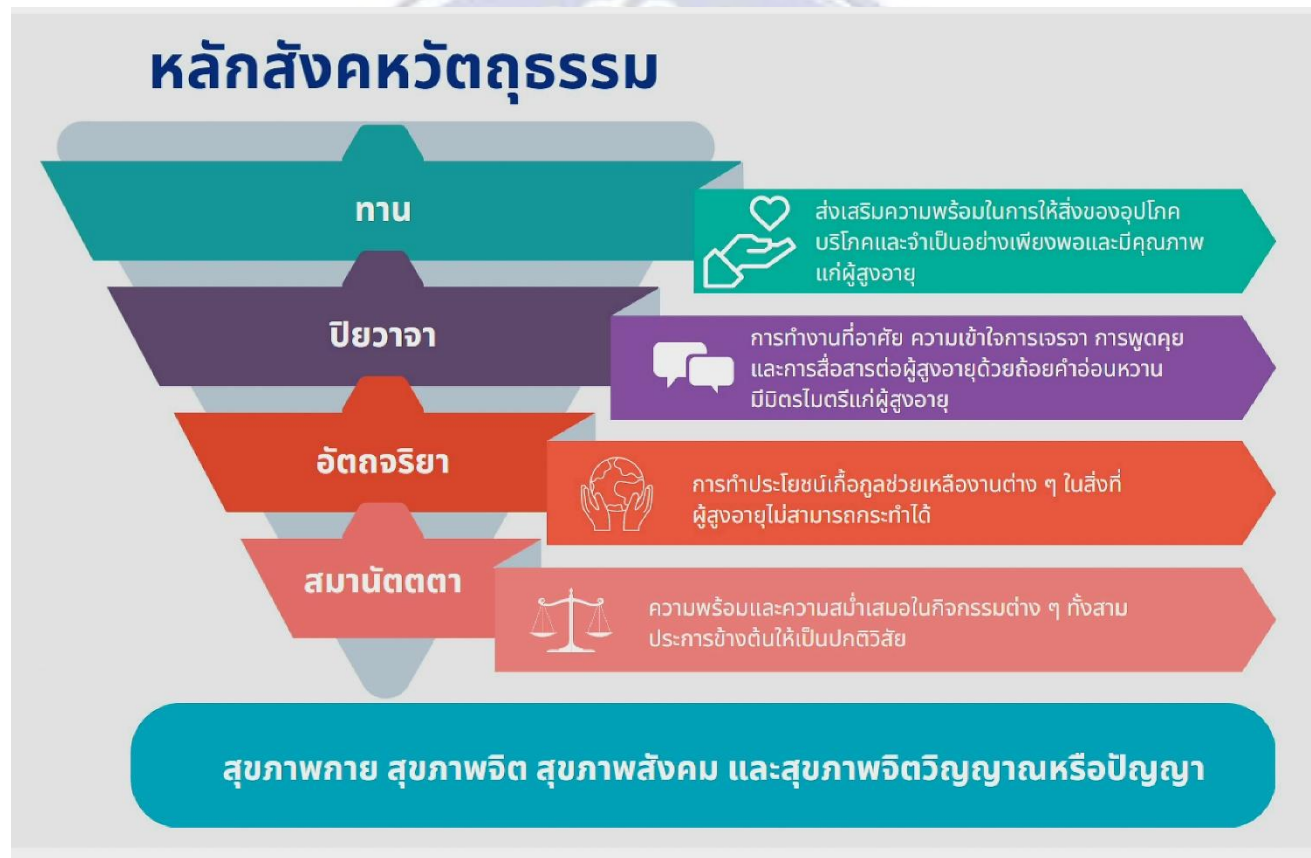 หลักสังคหวัตถุธรรม
ทาน
ส่งเสริมความพร้อมในการให้สิ่งของอุปโภค
บริโภคและจำเป็นอย่างเพียงพอและมีคุณภาพ
แก่ผู้สูงอายุ
ปิยวาจา
การทำงานที่อาศัย ความเข้าใจการเจรจา การพูดคุย
และการสื่อสารต่อผู้สูงอายุด้วยถ้อยคำอ่อนหวาน
มีมิตรไมตรีแก่ผู้สูงอายุ
อัตถจริยา
การทำประโยชน์เกื้อกูลช่วยเหลืองานต่าง ๆ ในสิ่งที่
ผู้สูงอายุไม่สามารถกระทำได้
สมานัตตตา
ความพร้อมและความสม่ำเสมอในกิจกรรมต่าง ๆ ทั้งสาม
ประการข้างต้นให้เป็นปกติวิสัย
สุขภาพกาย สุขภาพจิต สุขภาพสังคม และสุขภาพจิตวิญญาณหรือปัญญา